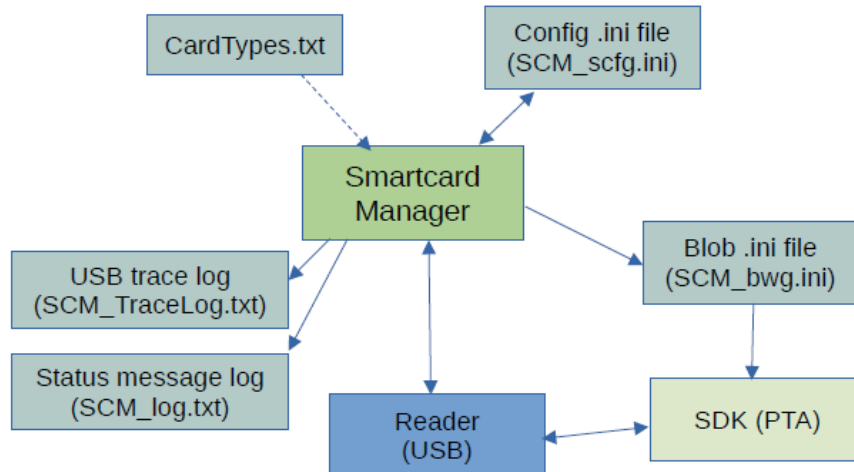 CardTypes.txt
Config .ini file
(SCM_scfg.ini)
Smartcard
Manager
USB trace log
(SCM_TraceLog.txt)
Blob .ini file
(SCM_bwg.ini)
Status message log
(SCM_log.txt)
Reader
(USB)
SDK (PTA)